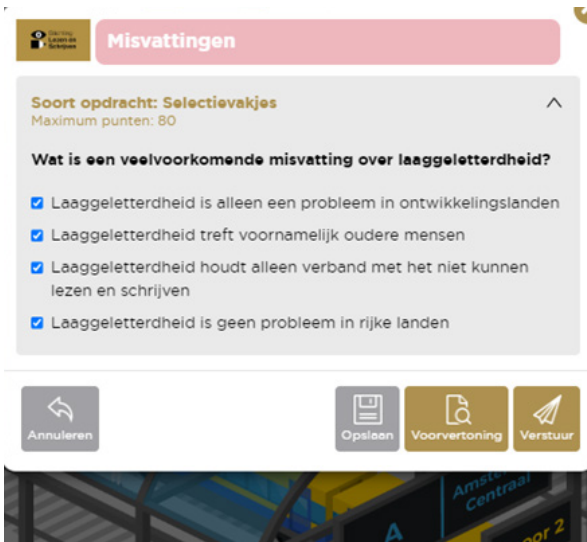 Stichting
Lezen en
Schrijven
Misvattingen
Soort opdracht: Selectievakjes
Maximum punten: 80
Wat is een veelvoorkomende misvatting over laaggeletterdheid?
Laaggeletterdheid is alleen een probleem in ontwikkelingslanden
Laaggeletterdheid treft voornamelijk oudere mensen
Laaggeletterdheid houdt alleen verband met het niet kunnen
lezen en schrijven
Laaggeletterdheid is geen probleem in rijke landen
Annuleren
Opslaan
Voorvertoning
Verstuur
Amsterdam
Centraal
A
oor 2